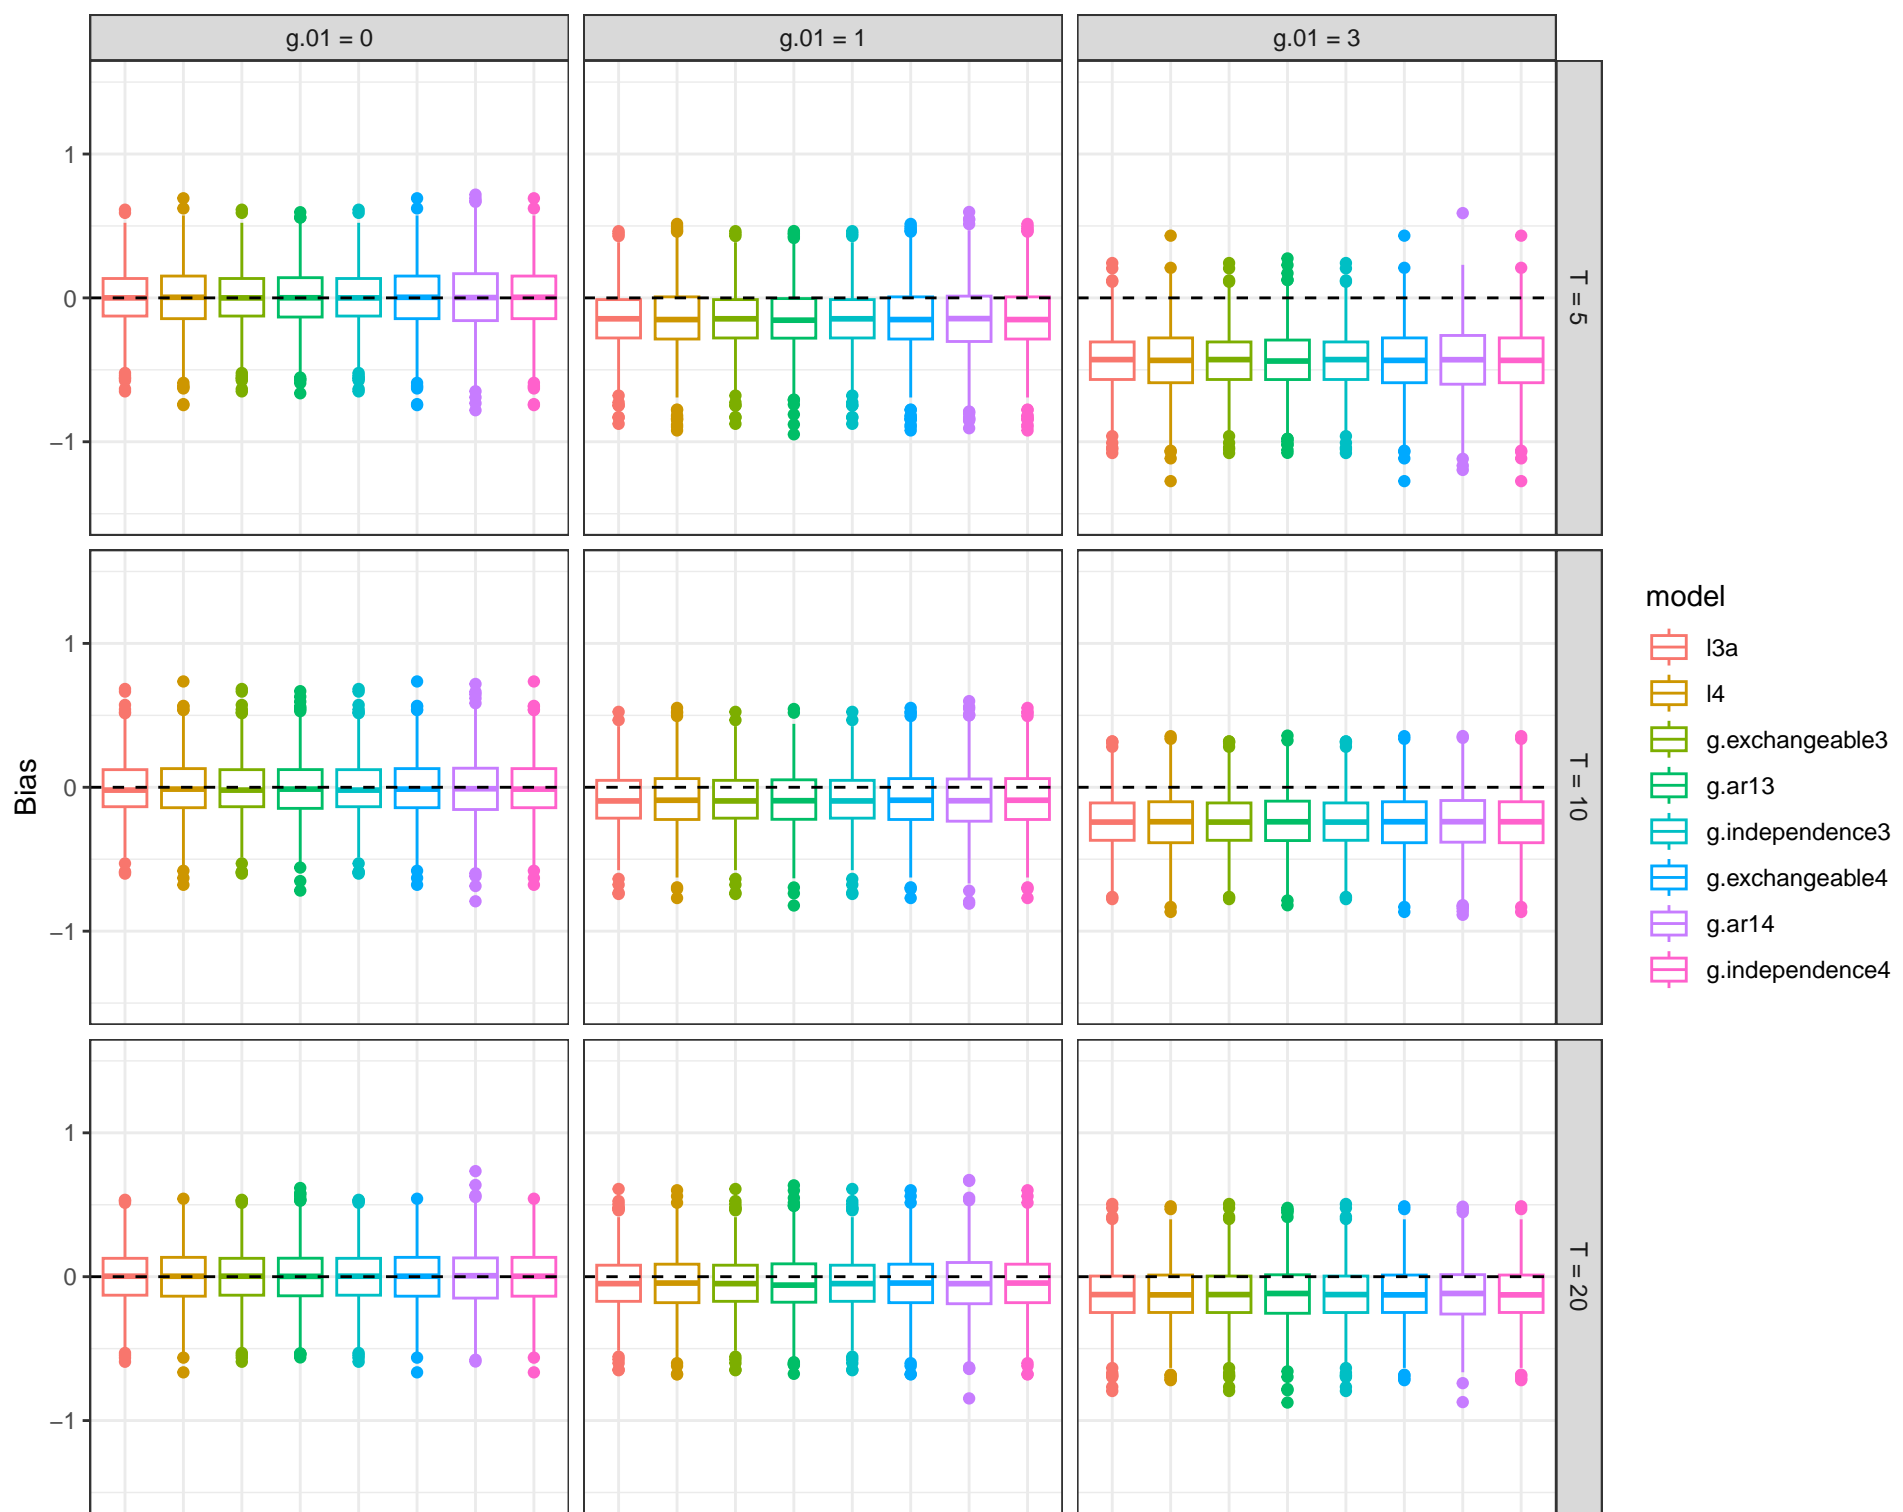 g.01 = 0
g.01 = 1
g.01 = 3
1
0
−1
T = 5
1
0
−1
T = 10
1
0
−1
T = 20
Bias
model
l3a
l4
g.exchangeable3
g.ar13
g.independence3
g.exchangeable4
g.ar14
g.independence4